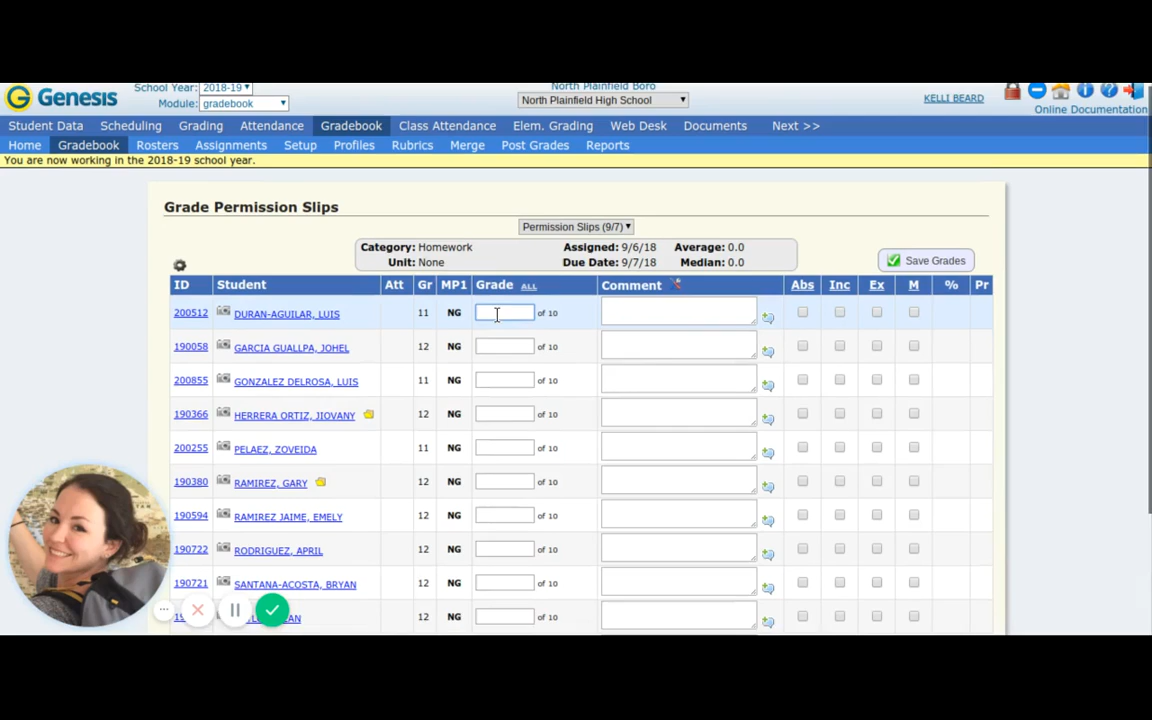 School Year: 2018-19
North Plainfield Boro
Genesis
Module: gradebook
North Plainfield High School
KELLI BEARD
Online Documentation
Student Data Scheduling Grading Attendance Gradebook Class Attendance Elem. Grading Web Desk Documents Next >>
Home Gradebook Rosters Assignments Setup Profiles Rubrics Merge Post Grades Reports
You are now working in the 2018-19 school year.
Grade Permission Slips
Permission Slips (9/7)
Category: Homework Assigned: 9/6/18 Average: 0.0
Unit: None Due Date: 9/7/18 Median: 0.0
Save Grades
ID Student Att Gr MP1 Grade ALL Comment Abs Inc Ex M % Pr
200512 DURAN-AGUILAR, LUIS 11 NG of 10
190058 GARCIA GUALLPA, JOHEL 12 NG of 10
200855 GONZALEZ DELROSA, LUIS 11 NG of 10
190366 HERRERA ORTIZ, JIOVANY 12 NG of 10
200255 PELAEZ, ZOVEIDA 11 NG of 10
190380 RAMIREZ, GARY 12 NG of 10
190594 RAMIREZ JAIME, EMELY 12 NG of 10
190722 RODRIGUEZ, APRIL 12 NG of 10
190721 SANTANA-ACOSTA, BRYAN 12 NG of 10
12 NG of 10